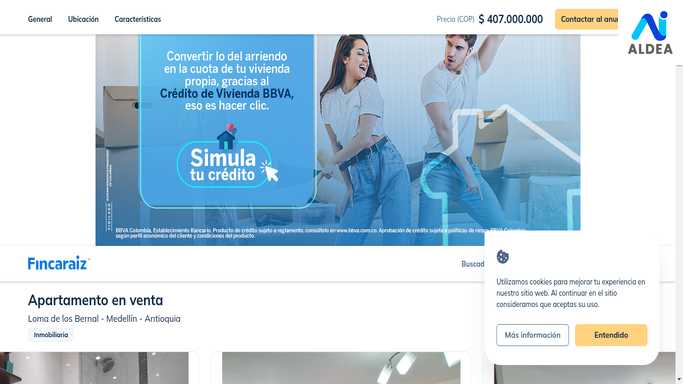 General Ubicación Características Precio (COP) $ 407.000.000 Contactar al anu
ALDEA
Convertir lo del arriendo
en la cuota de tu vivienda
propia, gracias al
Crédito de Vivienda BBVA,
eso es hacer clic.
Simula
tu crédito
BBVA Colombia. Establecimiento Bancario. Producto de crédito sujeto a reglamento, consúltelo en www.bbva.com.co. Aprobación de crédito sujeta a políticas de riesgo BBVA Colombia
según perfil económico del cliente y condiciones del producto.
Fincaraiz Buscad
Apartamento en venta
Loma de los Bernal - Medellín - Antioquia
Inmobiliaria
Utilizamos cookies para mejorar tu experiencia en
nuestro sitio web. Al continuar en el sitio
consideramos que aceptas su uso.
Más información Entendido